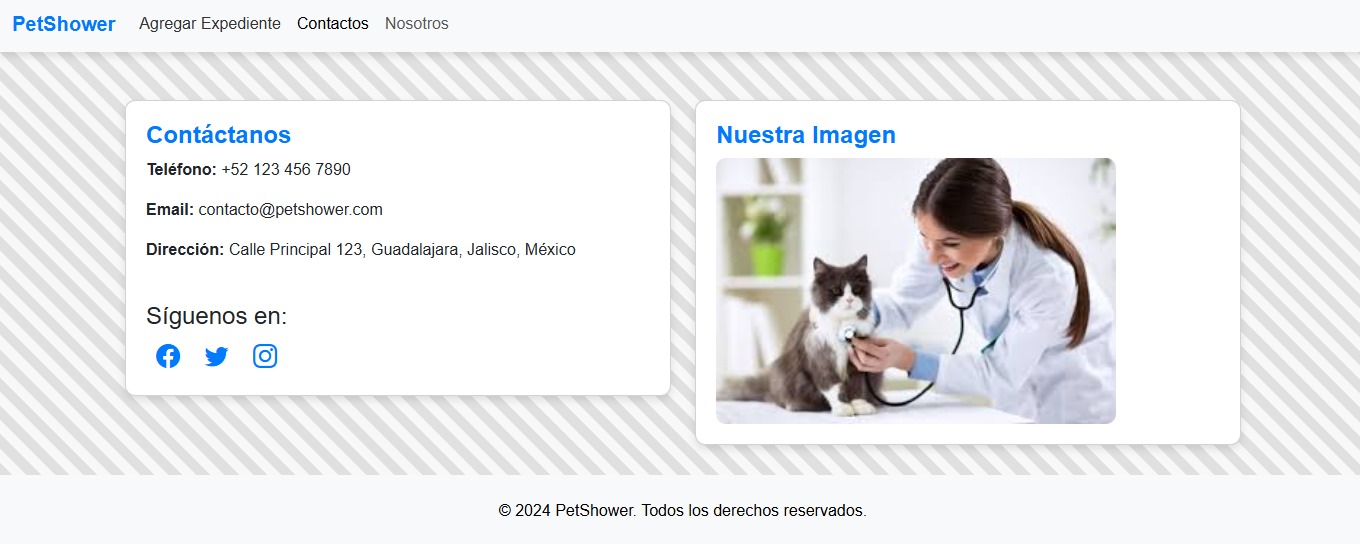 PetShower Agregar Expediente Contactos Nosotros
Contáctanos
Teléfono: +52 123 456 7890
Email: contacto@petshower.com
Dirección: Calle Principal 123, Guadalajara, Jalisco, México
Síguenos en:
Nuestra Imagen
© 2024 PetShower. Todos los derechos reservados.